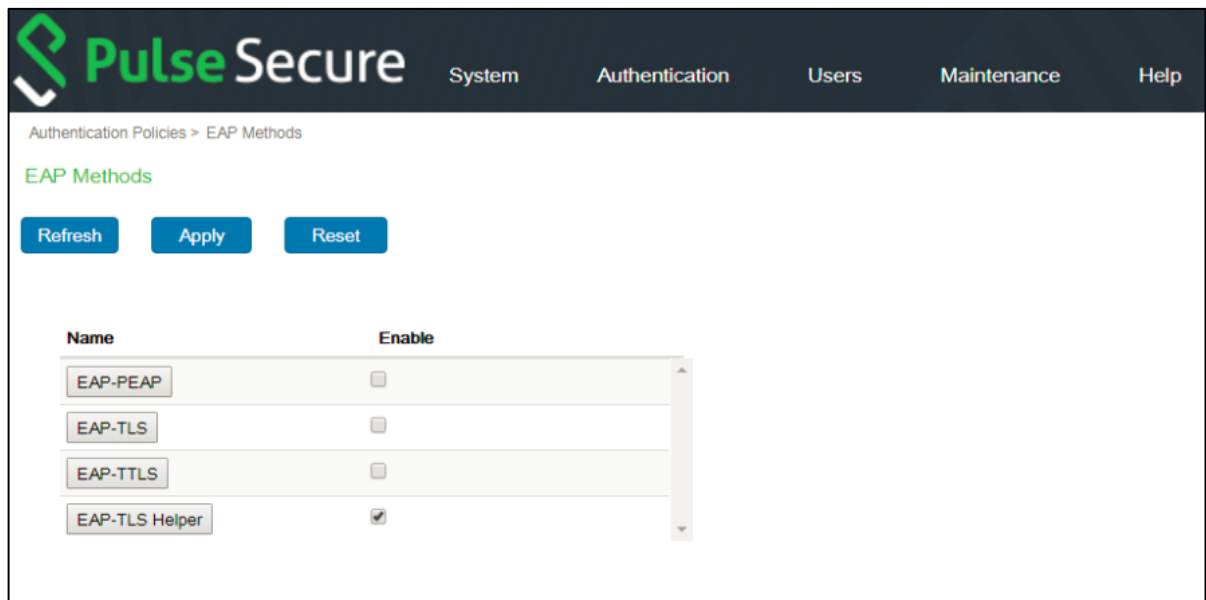 Pulse Secure System Authentication Users Maintenance Help
Authentication Policies > EAP Methods
EAP Methods
Refresh Apply Reset
Name Enable
EAP-PEAP
EAP-TLS
EAP-TTLS
EAP-TLS Helper